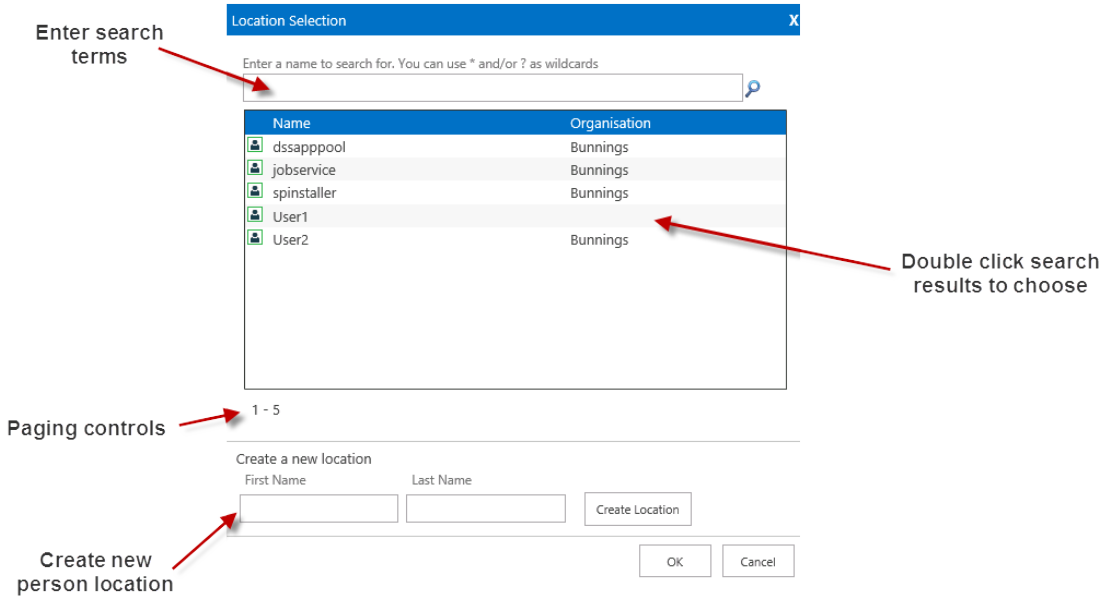 Location Selection X
Enter search
terms
Enter a name to search for. You can use * and/or ? as wildcards
Name Organisation
dssapppool Bunnings
jobservice Bunnings
spinstaller Bunnings
User1
User2 Bunnings
Double click search
results to choose
1 - 5
Paging controls
Create a new location
First Name Last Name
Create Location
Create new
person location
OK Cancel